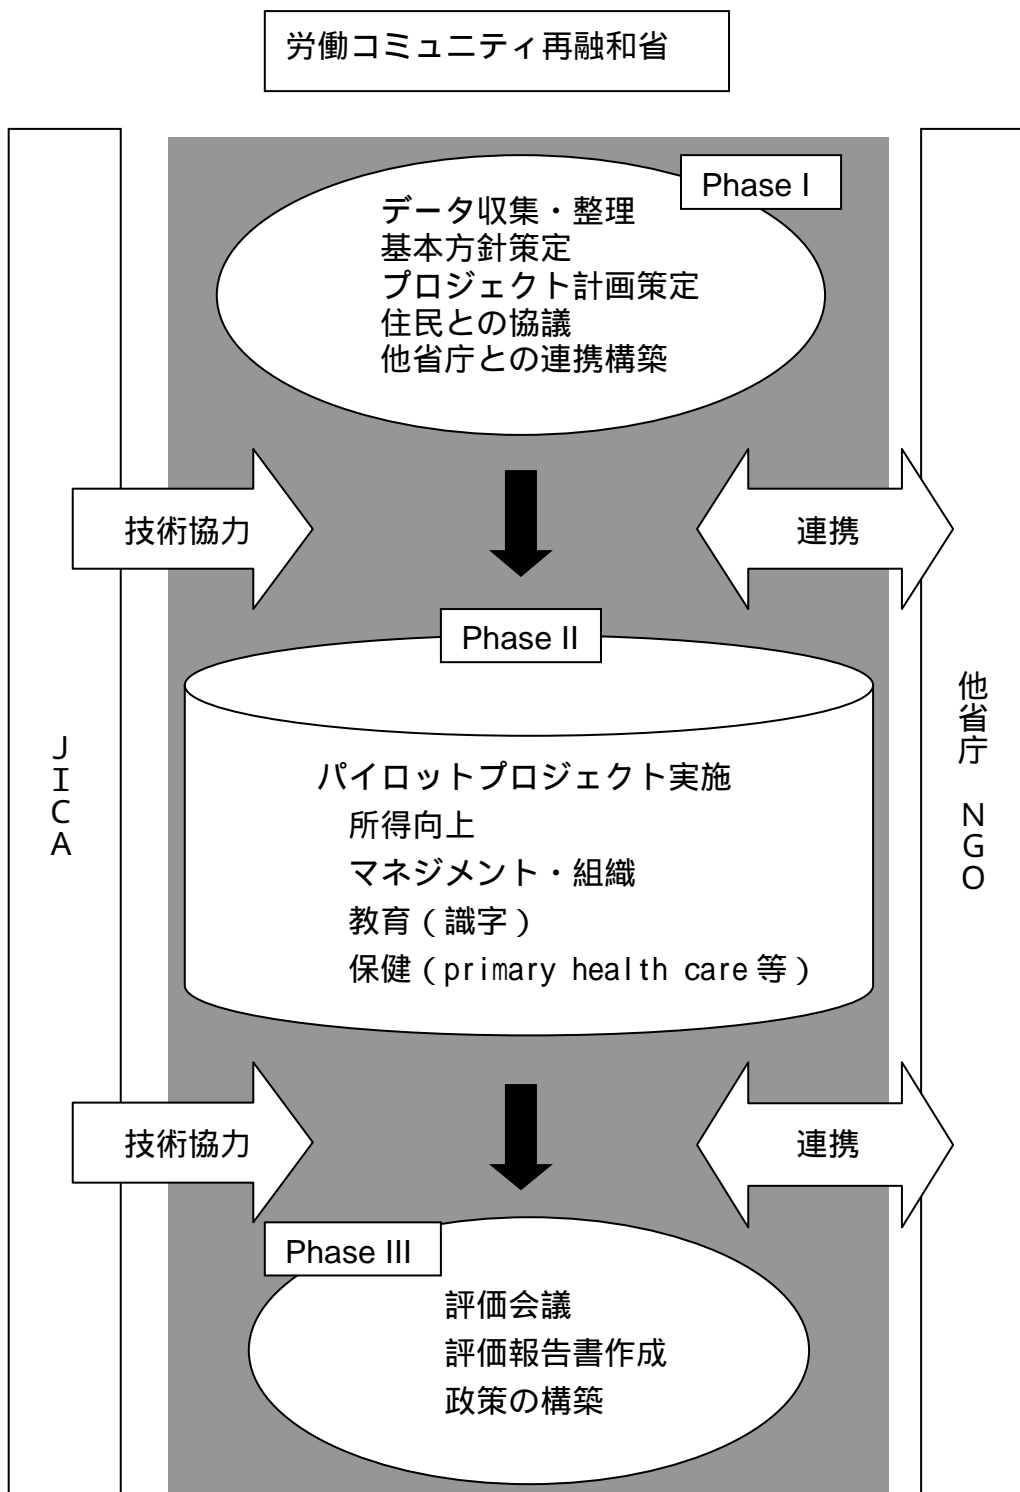 労働コミュニティ再融和省
Phase I
データ収集・整理
基本方針策定
プロジェクト計画策定
住民との協議
他省庁との連携構築
技術協力
連携
Phase II
パイロットプロジェクト実施
所得向上
マネジメント・組織
教育（識字）
保健（primary health care 等）
JICA
他省庁 NGO
技術協力
連携
Phase III
評価会議
評価報告書作成
政策の構築